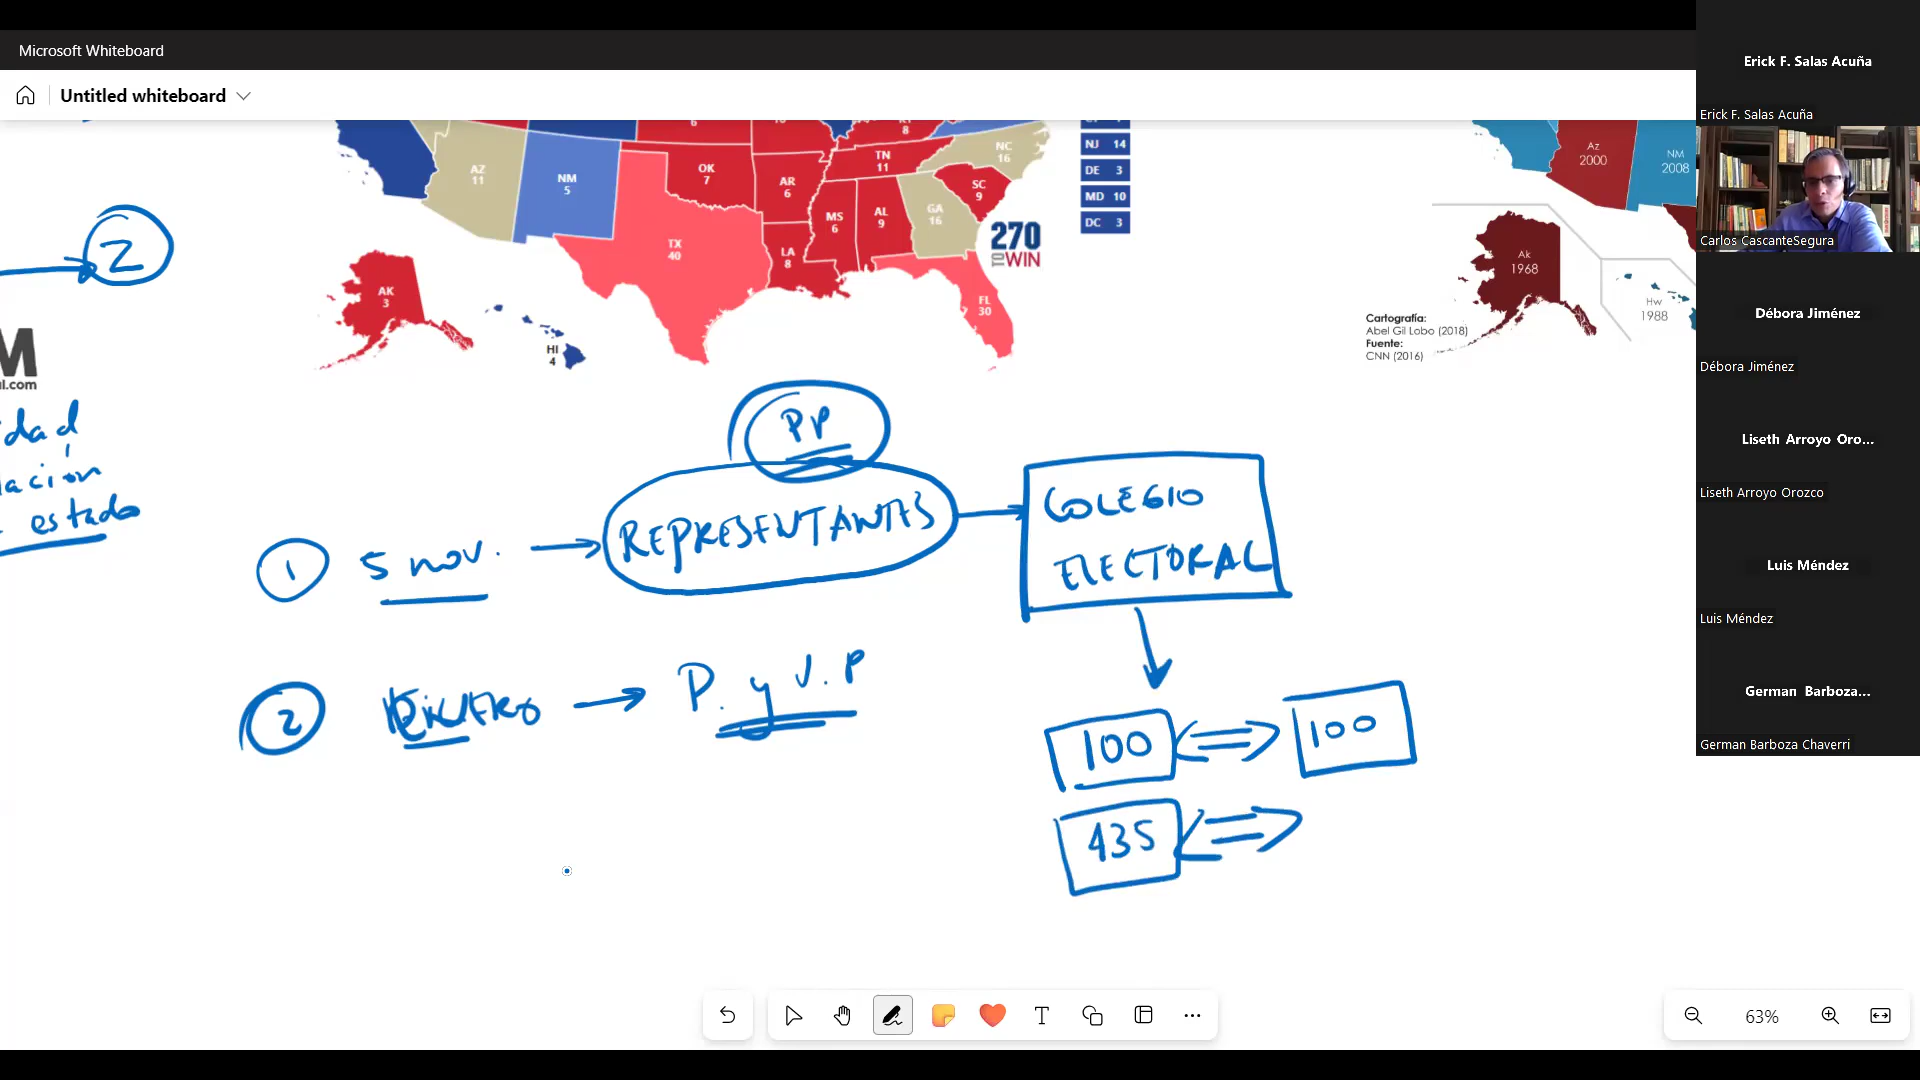 Microsoft Whiteboard
Untitled whiteboard
6
8
NC
16
TN
11
OK
7
AR
6
SC
9
AZ
11
NM
5
MS
6
AL
9
GA
16
TX
40
LA
8
FL
30
AK
3
HI
4
270
TO WIN
NJ 14
DE 3
MD 10
DC 3
Az
2000
NM
2008
Ak
1968
Hw
1988
Cartografía:
Abel Gil Lobo (2018)
Fuente:
CNN (2016)
2
M
l.com
dad
lación
estado
PP
REPRESENTANTES
COLEGIO
ELECTORAL
1 5 nov.
2 ENERO
P. y V.P
100
100
435
63%
Erick F. Salas Acuña
Erick F. Salas Acuña
Carlos CascanteSegura
Débora Jiménez
Débora Jiménez
Liseth Arroyo Oro...
Liseth Arroyo Orozco
Luis Méndez
Luis Méndez
German Barboza...
German Barboza Chaverri